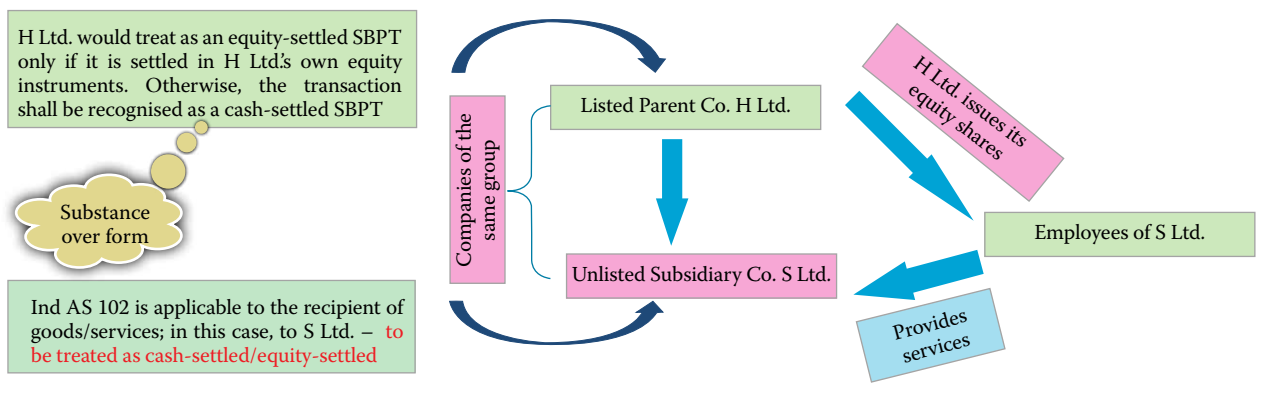 H Ltd. would treat as an equity-settled SBPT
only if it is settled in H Ltd.'s own equity
instruments. Otherwise, the transaction
shall be recognised as a cash-settled SBPT
Substance
over form
Ind AS 102 is applicable to the recipient of
goods/services; in this case, to S Ltd. – to
be treated as cash-settled/equity-settled
Companies of the
same group
Listed Parent Co. H Ltd.
Unlisted Subsidiary Co. S Ltd.
H Ltd. issues its
equity shares
Employees of S Ltd.
Provides
services